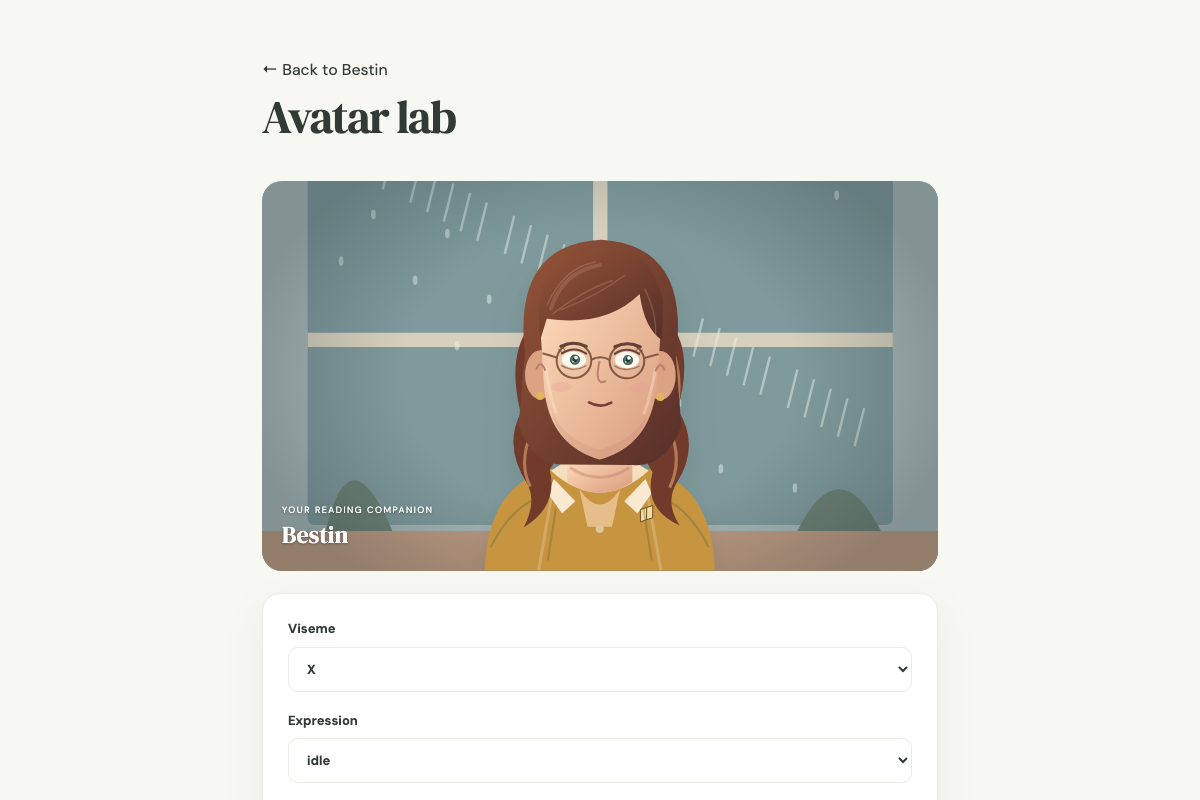 ← Back to Bestin
Avatar lab
YOUR READING COMPANION
Bestin
Viseme
X
Expression
idle